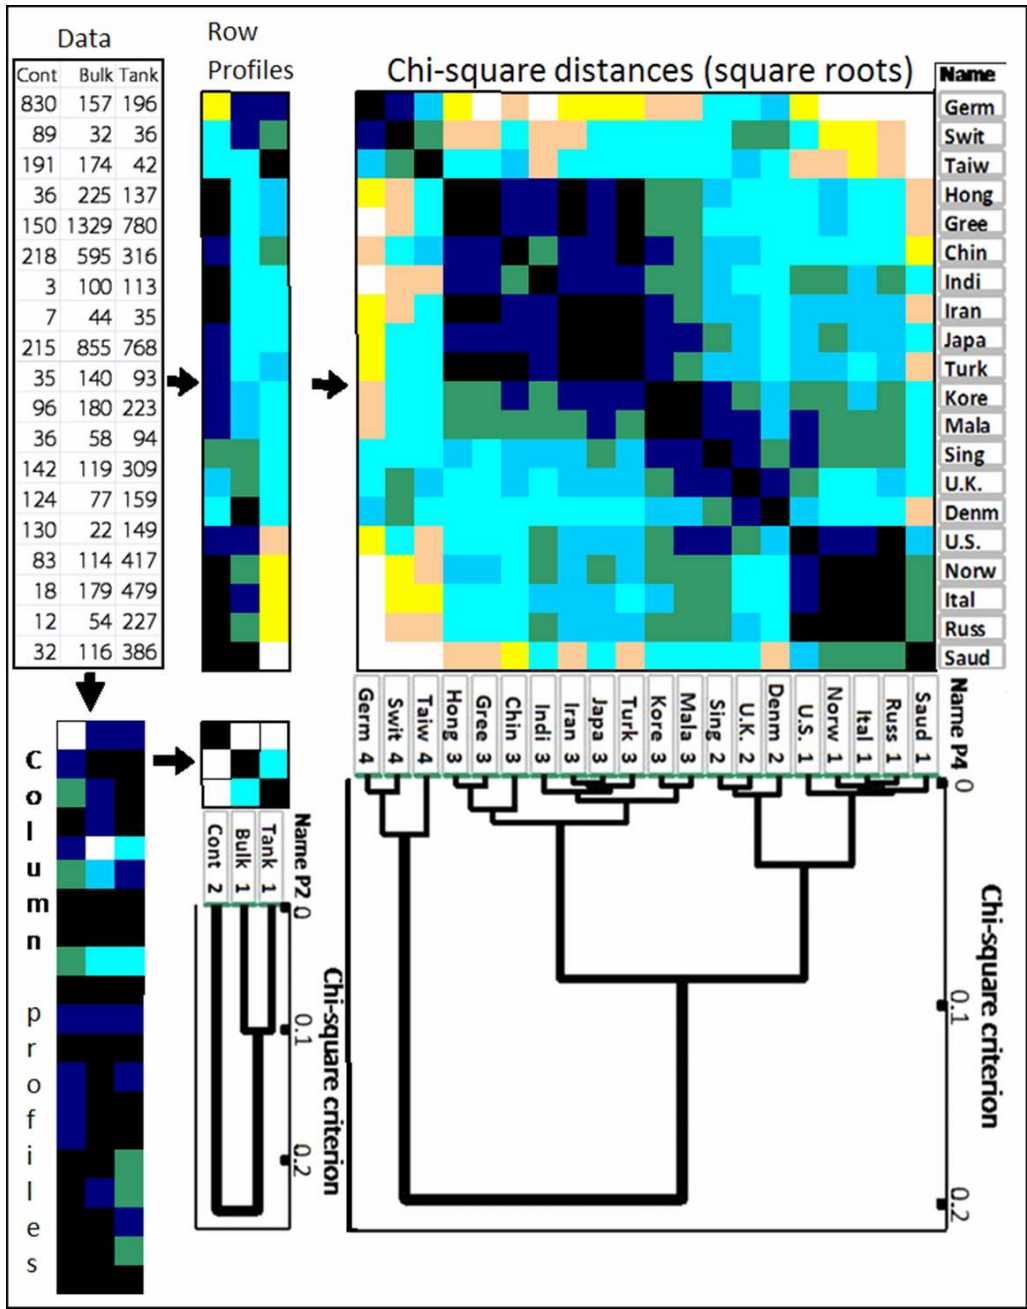 Data
Cont Bulk Tank
830 157 196
89 32 36
191 174 42
36 225 137
150 1329 780
218 595 316
3 100 113
7 44 35
215 855 768
35 140 93
96 180 223
36 58 94
142 119 309
124 77 159
130 22 149
83 114 417
18 179 479
12 54 227
32 116 386
Row
Profiles
Chi-square distances (square roots)
Name
Germ
Swit
Taiw
Hong
Gree
Chin
Indi
Iran
Japa
Turk
Kore
Mala
Sing
U.K.
Denm
U.S.
Norw
Ital
Russ
Saud
Germ 4
Swit 4
Taiw 4
Hong 3
Gree 3
Chin 3
Indi 3
Iran 3
Japa 3
Turk 3
Kore 3
Mala 3
Sing 2
U.K. 2
Denm 2
U.S. 1
Norw 1
Ital 1
Russ 1
Saud 1
Name P4
0
0.1
0.2
Chi-square criterion
Column profiles
Cont 2
Bulk 1
Tank 1
Name P2
0
0.1
0.2
Chi-square criterion